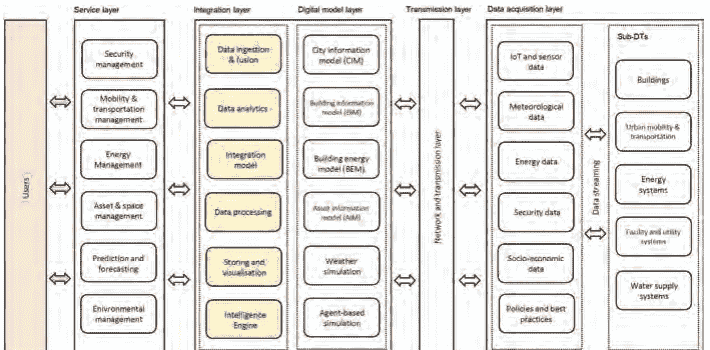 Service layer
Integration layer
Digital model layer
Transmission layer
Data acquisition layer
Users
Security
management
Mobility &
transportation
management
Energy
Management
Asset & space
management
Prediction and
forecasting
Environmental
management
Data ingestion
& fusion
Data analytics
Integration
model
Data processing
Storing and
visualisation
Intelligence
Engine
City information
model (CIM)
Building information
model (BIM)
Building energy
model (BEM)
Asset information
model (AIM)
Weather
simulation
Agent-based
simulation
Network and transmission layer
IoT and sensor
data
Meteorological
data
Energy data
Security data
Socio-economic
data
Policies and best
practices
Data streaming
Sub-DTs
Buildings
Urban mobility &
transportation
Energy
systems
Facility and utility
systems
Water supply
systems